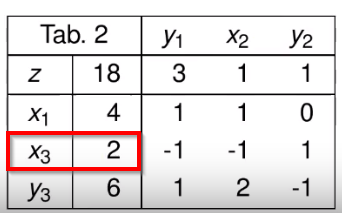 Tab. 2 y₁ x₂ y₂
z 18 3 1 1
x₁ 4 1 1 0
x₃ 2 -1 -1 1
y₃ 6 1 2 -1